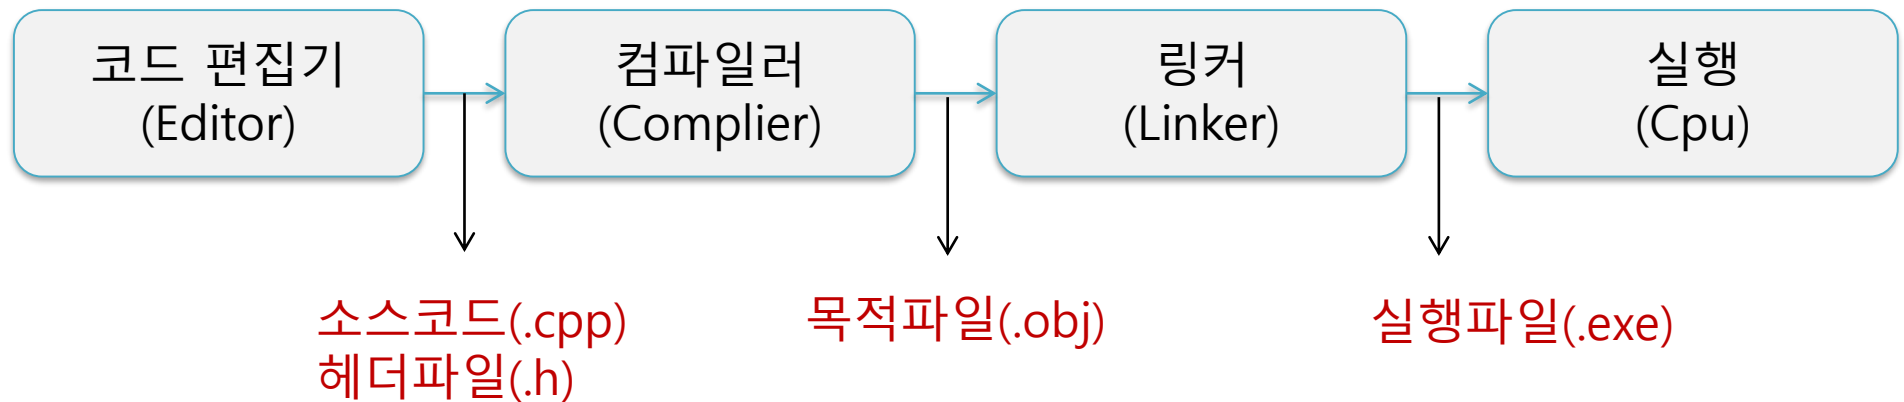 코드 편집기
(Editor)
컴파일러
(Complier)
링커
(Linker)
실행
(Cpu)
소스코드(.cpp)
헤더파일(.h)
목적파일(.obj)
실행파일(.exe)